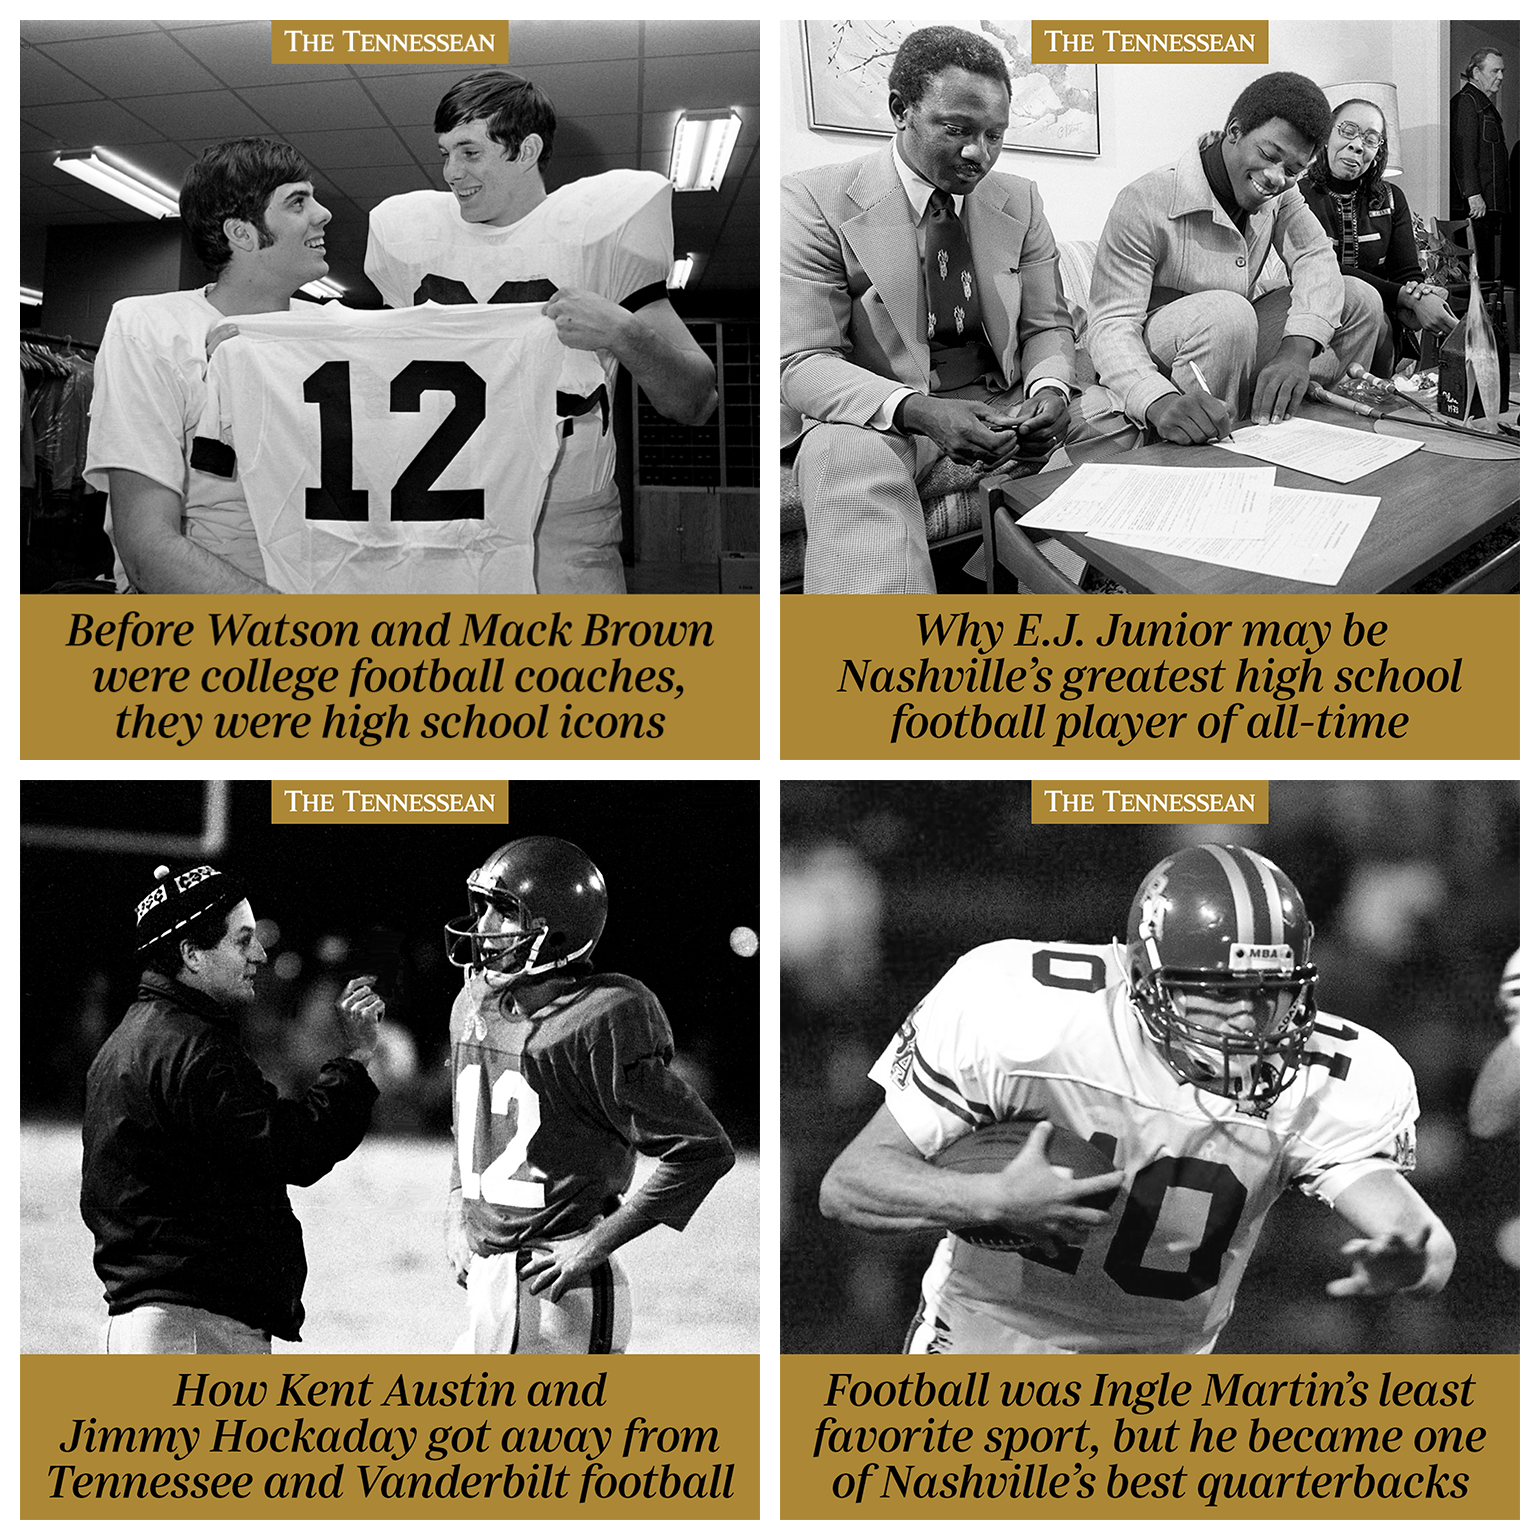 THE TENNESSEAN
12
Before Watson and Mack Brown
were college football coaches,
they were high school icons
THE TENNESSEAN
Why E.J. Junior may be
Nashville’s greatest high school
football player of all-time
THE TENNESSEAN
12
How Kent Austin and
Jimmy Hockaday got away from
Tennessee and Vanderbilt football
THE TENNESSEAN
MBA
10
10
Football was Ingle Martin’s least
favorite sport, but he became one
of Nashville’s best quarterbacks